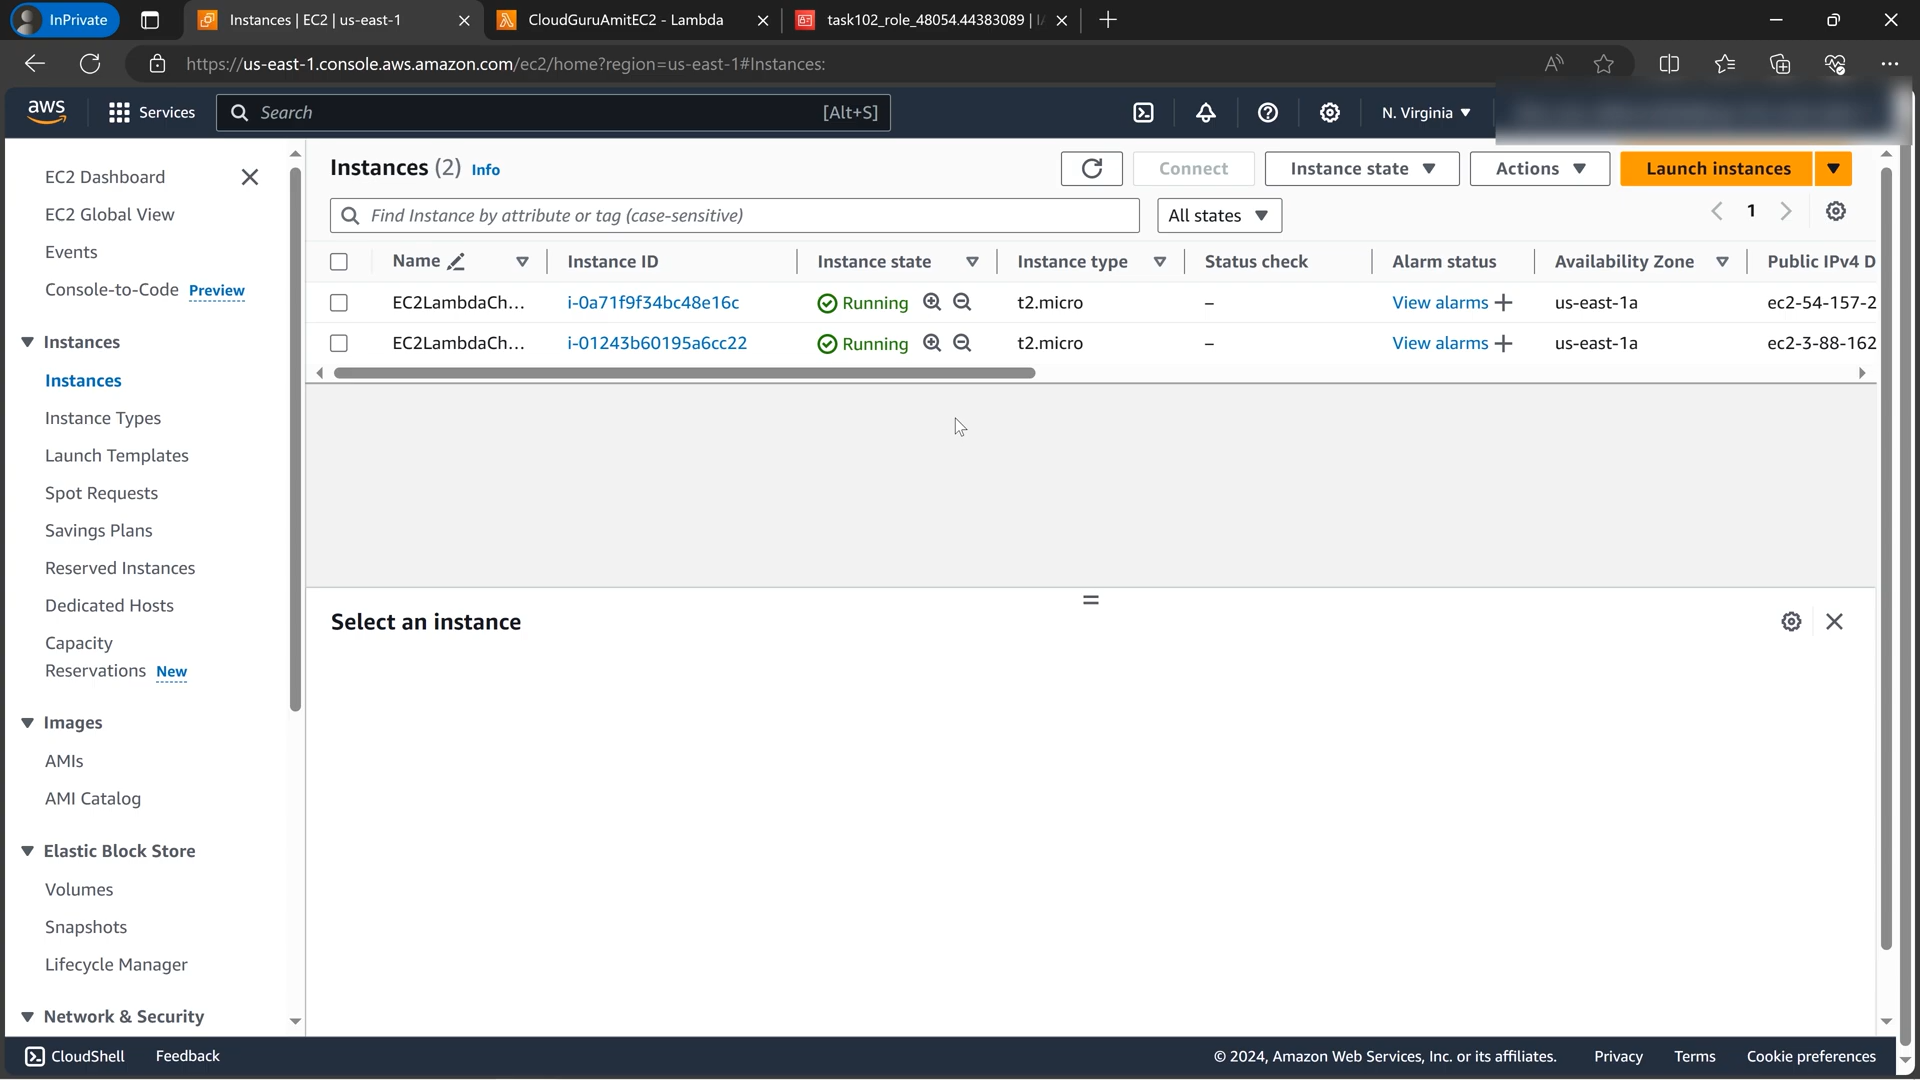 InPrivate
Instances | EC2 | us-east-1
CloudGuruAmitEC2 - Lambda
task102_role_48054.44383089 | I
https://us-east-1.console.aws.amazon.com/ec2/home?region=us-east-1#Instances:
aws
Services
Search
[Alt+S]
N. Virginia
EC2 Dashboard
EC2 Global View
Events
Console-to-Code Preview
Instances
Instances
Instance Types
Launch Templates
Spot Requests
Savings Plans
Reserved Instances
Dedicated Hosts
Capacity
Reservations New
Images
AMIs
AMI Catalog
Elastic Block Store
Volumes
Snapshots
Lifecycle Manager
Network & Security
Instances (2) Info
Connect
Instance state
Actions
Launch instances
Find Instance by attribute or tag (case-sensitive)
All states
1
Name Instance ID Instance state Instance type Status check Alarm status Availability Zone Public IPv4 D
EC2LambdaCh... i-0a71f9f34bc48e16c Running t2.micro – View alarms + us-east-1a ec2-54-157-2
EC2LambdaCh... i-01243b60195a6cc22 Running t2.micro – View alarms + us-east-1a ec2-3-88-162
Select an instance
CloudShell
Feedback
© 2024, Amazon Web Services, Inc. or its affiliates.
Privacy
Terms
Cookie preferences